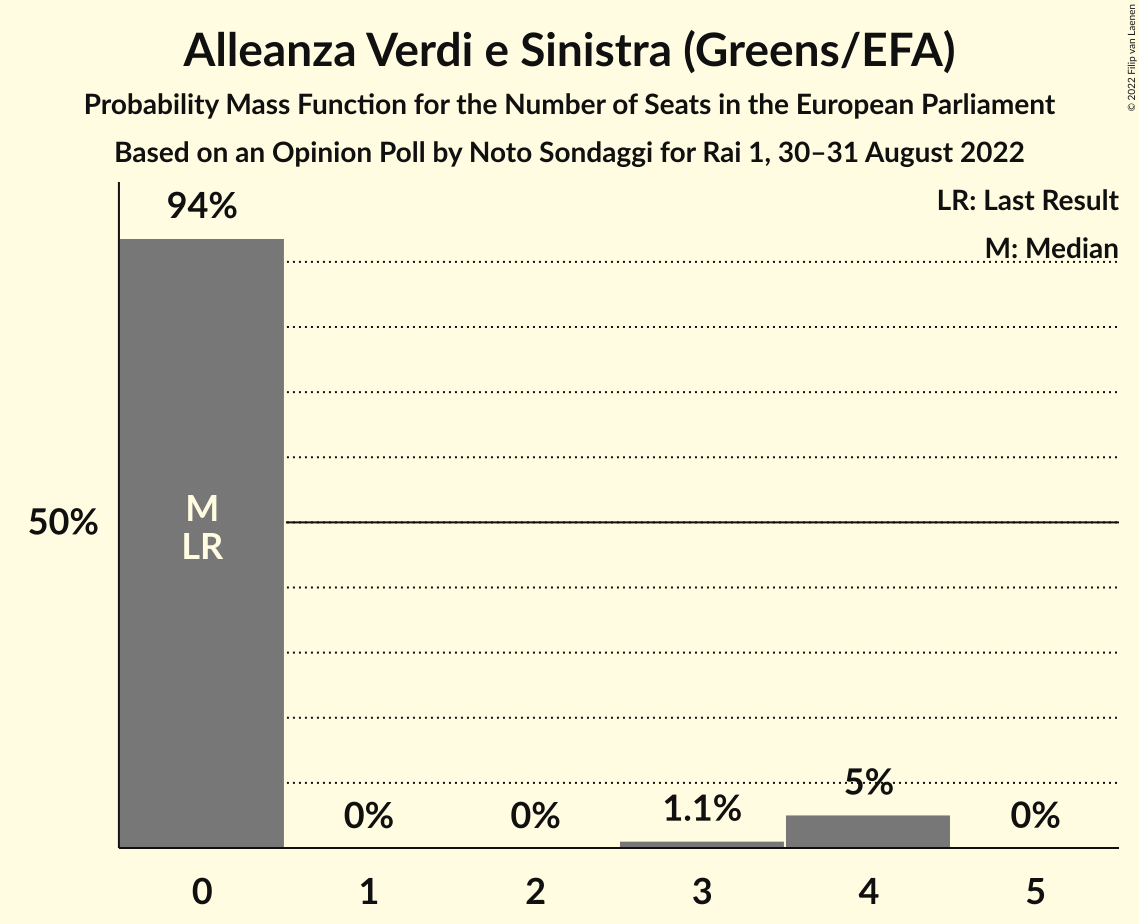 Alleanza Verdi e Sinistra (Greens/EFA)
Probability Mass Function for the Number of Seats in the European Parliament
Based on an Opinion Poll by Noto Sondaggi for Rai 1, 30–31 August 2022
© 2022 Filip van Laenen
LR: Last Result
M: Median
94%
M
LR
50%
0%
0%
1.1%
5%
0%
0
1
2
3
4
5